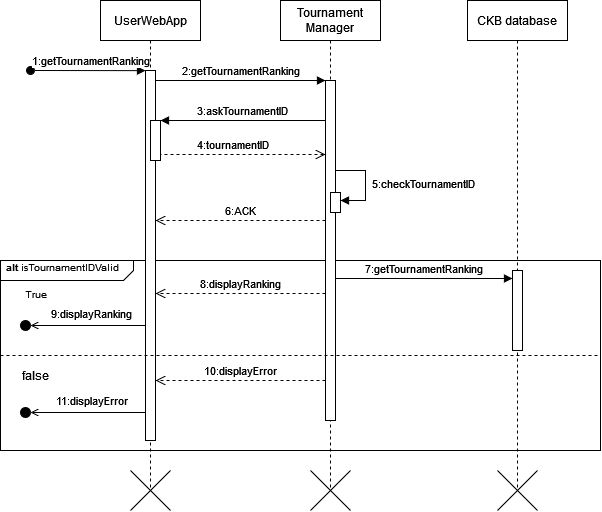 UserWebApp
Tournament
Manager
CKB database
1:getTournamentRanking
2:getTournamentRanking
3:askTournamentID
4:tournamentID
5:checkTournamentID
6:ACK
alt isTournamentIDValid
7:getTournamentRanking
8:displayRanking
True
9:displayRanking
10:displayError
false
11:displayError